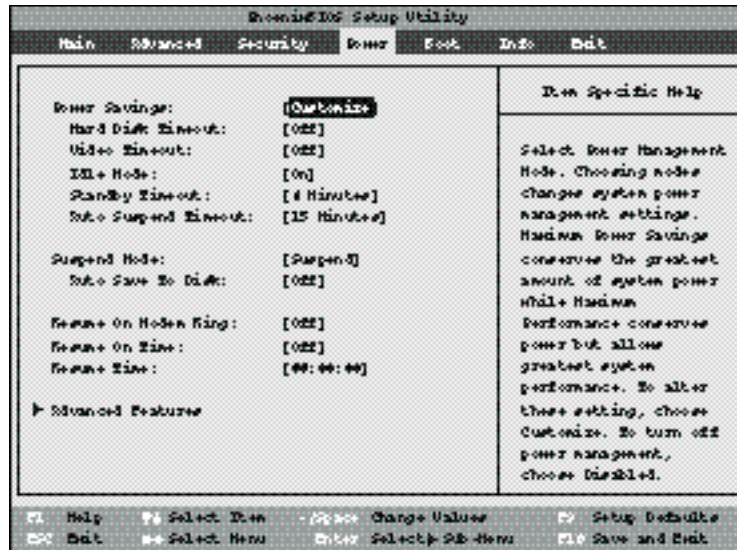 PhoenixBIOS Setup Utility
Main Advanced Security Power Boot Info Exit
Power Savings: [Customize]
Hard Disk Timeout: [Off]
Video Timeout: [Off]
Idle Mode: [On]
Standby Timeout: [4 Minutes]
Auto Suspend Timeout: [15 Minutes]
Suspend Mode: [Suspend]
Auto Save To Disk: [Off]
Resume On Modem Ring: [Off]
Resume On Time: [Off]
Resume Time: [00:00:00]
Advanced Features
Item Specific Help
Select Power Management
Mode. Choosing modes
changes system power
management settings.
Maximum Power Savings
conserves the greatest
amount of system power
while Maximum
Performance conserves
power but allows
greatest system
performance. To alter
these setting, choose
Customize. To turn off
power management,
choose Disabled.
F1 Help Select Item -/Space Change Values F9 Setup Defaults
ESC Exit Select Menu Enter Select Sub-Menu F10 Save and Exit